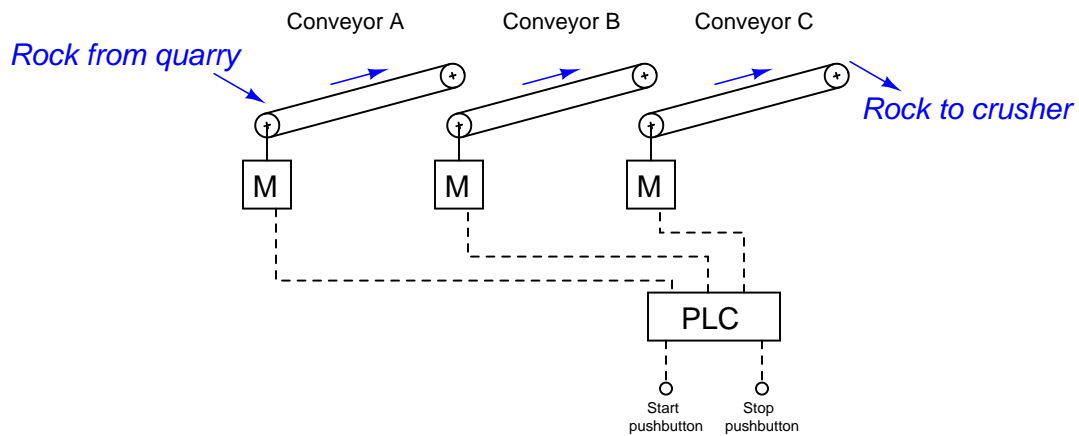 Conveyor A
Conveyor B
Conveyor C
Rock from quarry
Rock to crusher
M
M
M
PLC
Start
pushbutton
Stop
pushbutton